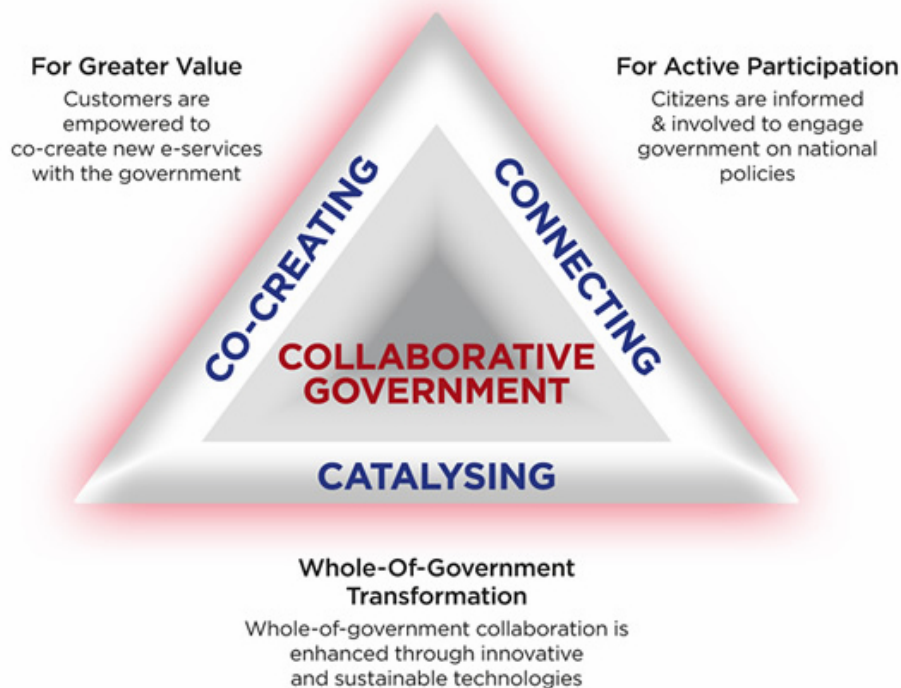 For Greater Value
Customers are
empowered to
co-create new e-services
with the government
For Active Participation
Citizens are informed
& involved to engage
government on national
policies
CO-CREATING
CONNECTING
COLLABORATIVE
GOVERNMENT
CATALYSING
Whole-Of-Government
Transformation
Whole-of-government collaboration is
enhanced through innovative
and sustainable technologies